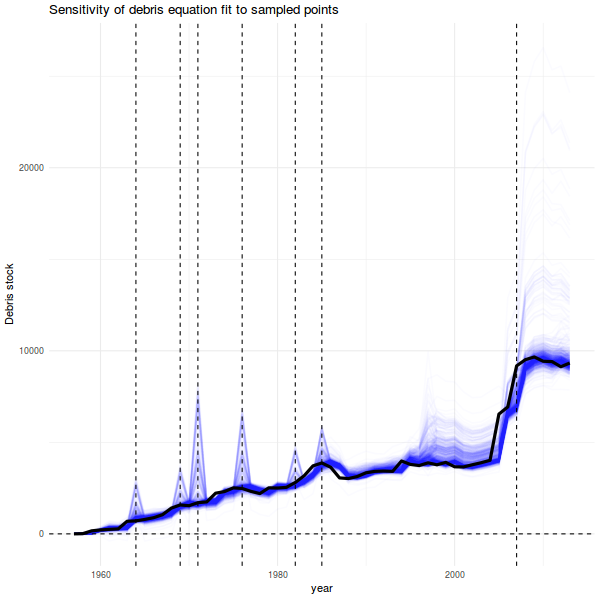 Sensitivity of debris equation fit to sampled points
Debris stock
20000
10000
0
1960
1980
2000
year